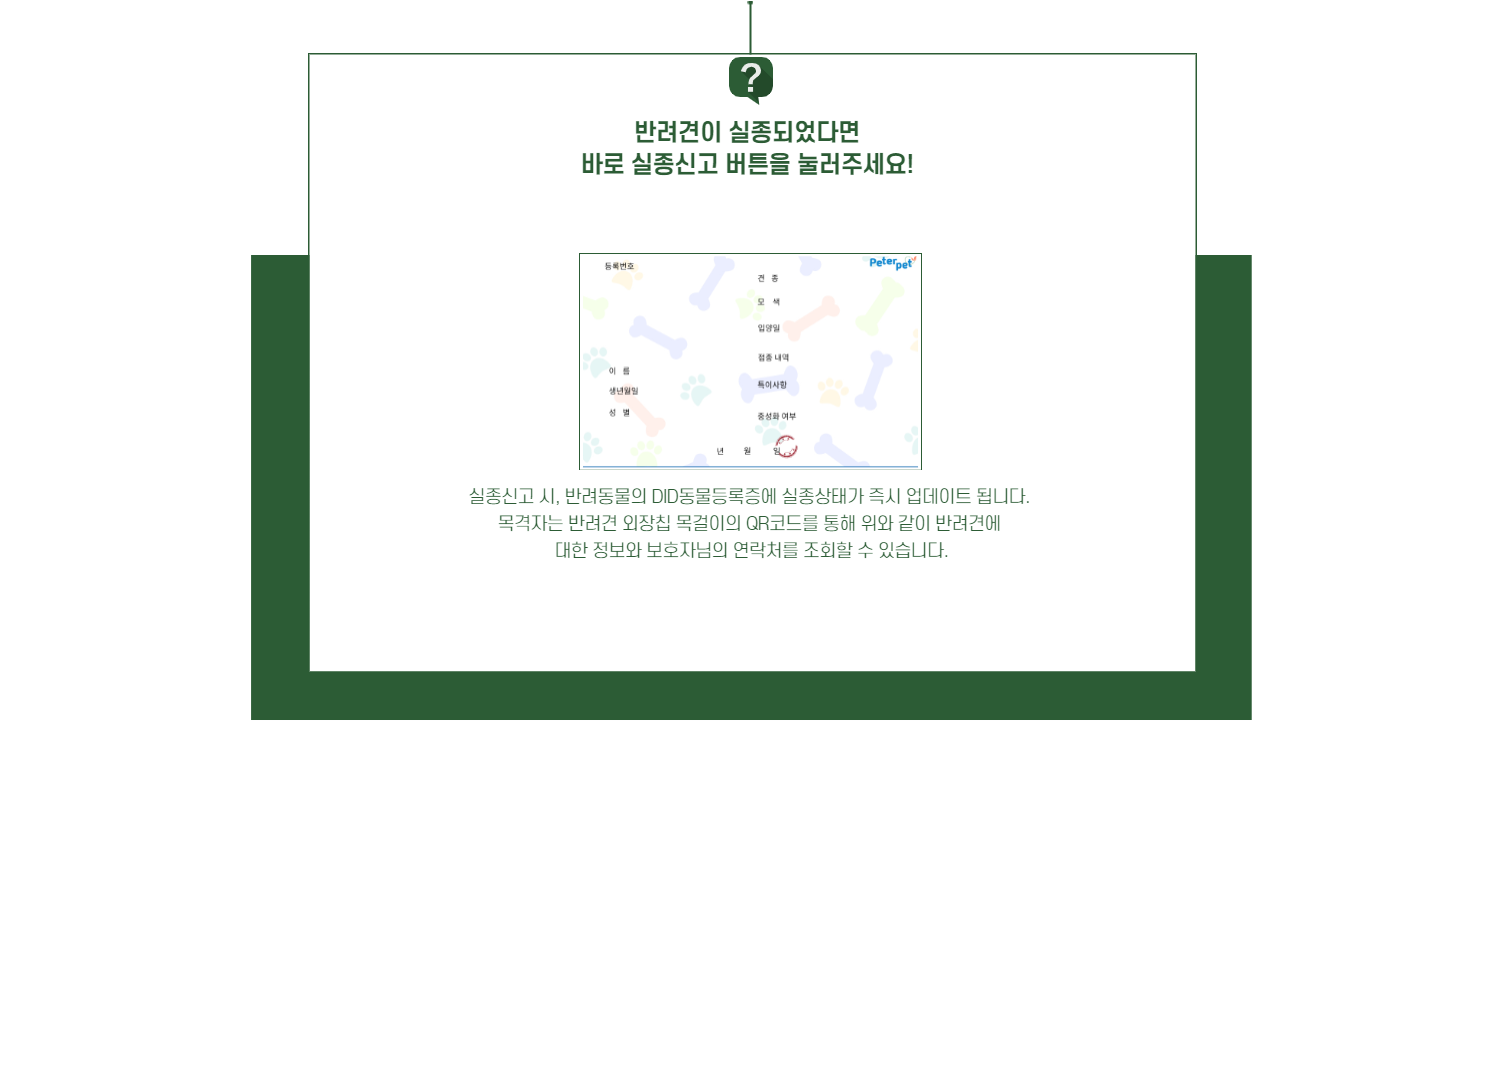 ?
반려견이 실종되었다면
바로 실종신고 버튼을 눌러주세요!
등록번호
Peterpet
견 종
모 색
입양일
접종 내역
이 름
특이사항
생년월일
성 별
중성화 여부
년 월 일
실종신고 시, 반려동물의 DID동물등록증에 실종상태가 즉시 업데이트 됩니다.
목격자는 반려견 외장칩 목걸이의 QR코드를 통해 위와 같이 반려견에
대한 정보와 보호자님의 연락처를 조회할 수 있습니다.